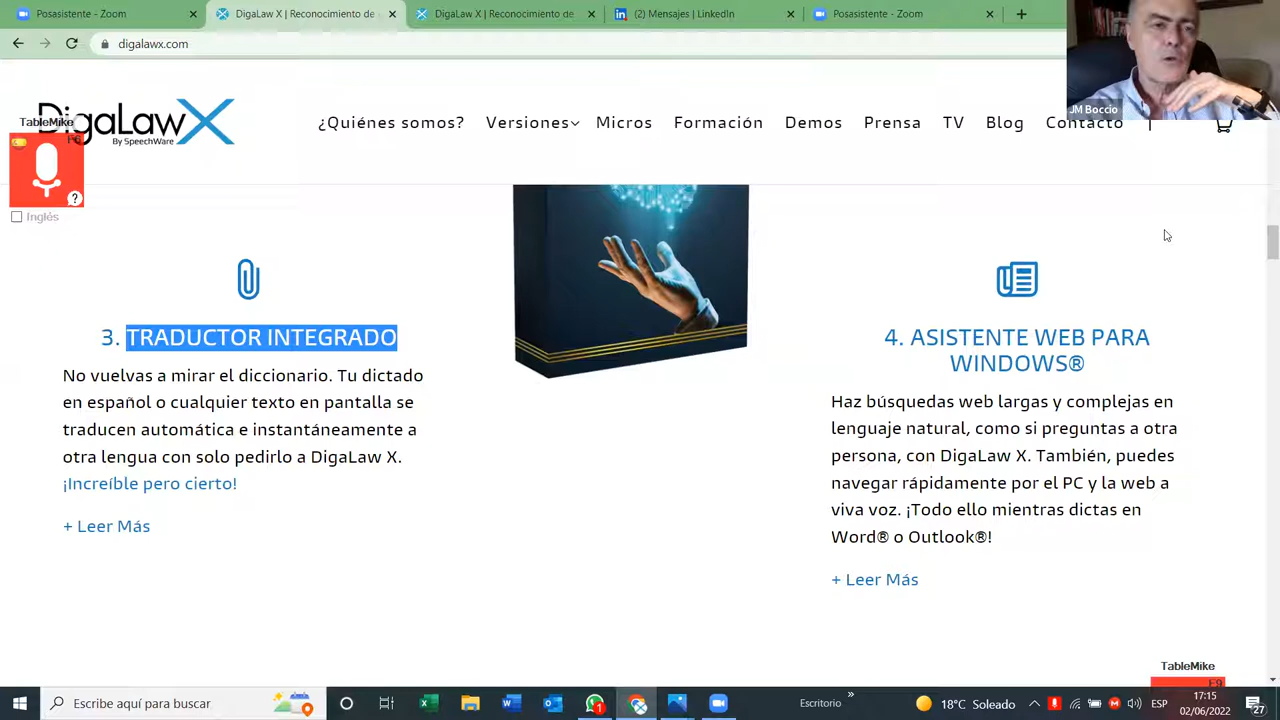 Posasistente - Zoom
DigaLaw X | Reconocimiento de
DigaLaw X | Reconocimiento de
(2) Mensajes | LinkedIn
Posasistente - Zoom
digalawx.com
JM Boccio
DigaLawX
By SpeechWare
¿Quiénes somos?
Versiones
Micros
Formación
Demos
Prensa
TV
Blog
Contacto
TableMike
F6
Inglés
3. TRADUCTOR INTEGRADO
No vuelvas a mirar el diccionario. Tu dictado
en español o cualquier texto en pantalla se
traducen automática e instantáneamente a
otra lengua con solo pedirlo a DigaLaw X.
¡Increíble pero cierto!
+ Leer Más
4. ASISTENTE WEB PARA
WINDOWS®
Haz búsquedas web largas y complejas en
lenguaje natural, como si preguntas a otra
persona, con DigaLaw X. También, puedes
navegar rápidamente por el PC y la web a
viva voz. ¡Todo ello mientras dictas en
Word® o Outlook®!
+ Leer Más
TableMike
F9
Escribe aquí para buscar
1
Escritorio
18°C Soleado
ESP
17:15
02/06/2022
27